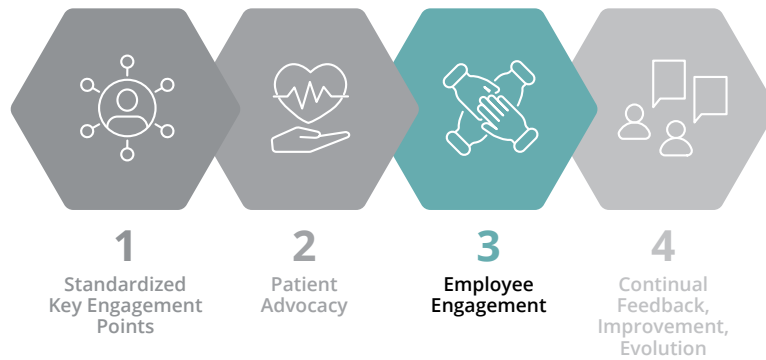 1
Standardized
Key Engagement
Points
2
Patient
Advocacy
3
Employee
Engagement
4
Continual
Feedback,
Improvement,
Evolution